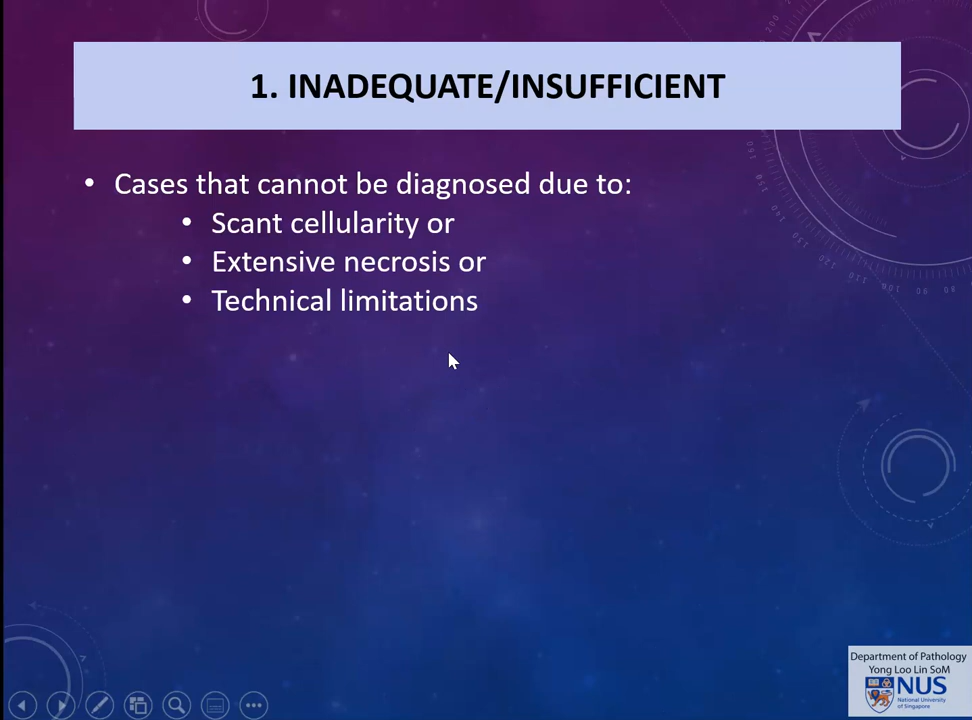 1. INADEQUATE/INSUFFICIENT
• Cases that cannot be diagnosed due to:
• Scant cellularity or
• Extensive necrosis or
• Technical limitations
Department of Pathology
Yong Loo Lin SoM
NUS
National University
of Singapore